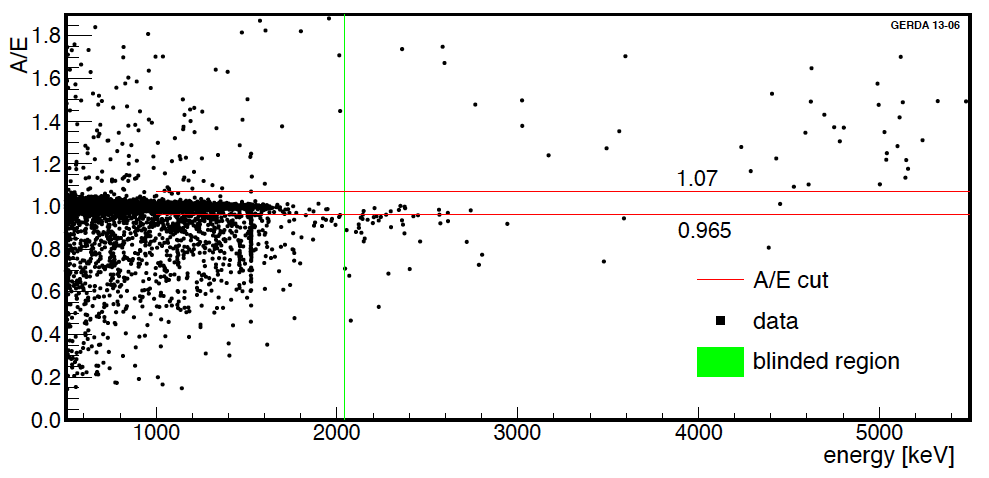 GERDA 13-06
A/E
1.8
1.6
1.4
1.2
1.0
0.8
0.6
0.4
0.2
0.0
1.07
0.965
A/E cut
data
blinded region
1000
2000
3000
4000
5000
energy [keV]